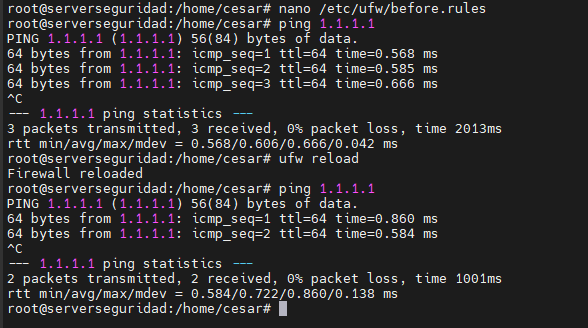 root@serverseguridad:/home/cesar# nano /etc/ufw/before.rules
root@serverseguridad:/home/cesar# ping 1.1.1.1
PING 1.1.1.1 (1.1.1.1) 56(84) bytes of data.
64 bytes from 1.1.1.1: icmp_seq=1 ttl=64 time=0.568 ms
64 bytes from 1.1.1.1: icmp_seq=2 ttl=64 time=0.585 ms
64 bytes from 1.1.1.1: icmp_seq=3 ttl=64 time=0.666 ms
^C
--- 1.1.1.1 ping statistics ---
3 packets transmitted, 3 received, 0% packet loss, time 2013ms
rtt min/avg/max/mdev = 0.568/0.606/0.666/0.042 ms
root@serverseguridad:/home/cesar# ufw reload
Firewall reloaded
root@serverseguridad:/home/cesar# ping 1.1.1.1
PING 1.1.1.1 (1.1.1.1) 56(84) bytes of data.
64 bytes from 1.1.1.1: icmp_seq=1 ttl=64 time=0.860 ms
64 bytes from 1.1.1.1: icmp_seq=2 ttl=64 time=0.584 ms
^C
--- 1.1.1.1 ping statistics ---
2 packets transmitted, 2 received, 0% packet loss, time 1001ms
rtt min/avg/max/mdev = 0.584/0.722/0.860/0.138 ms
root@serverseguridad:/home/cesar#